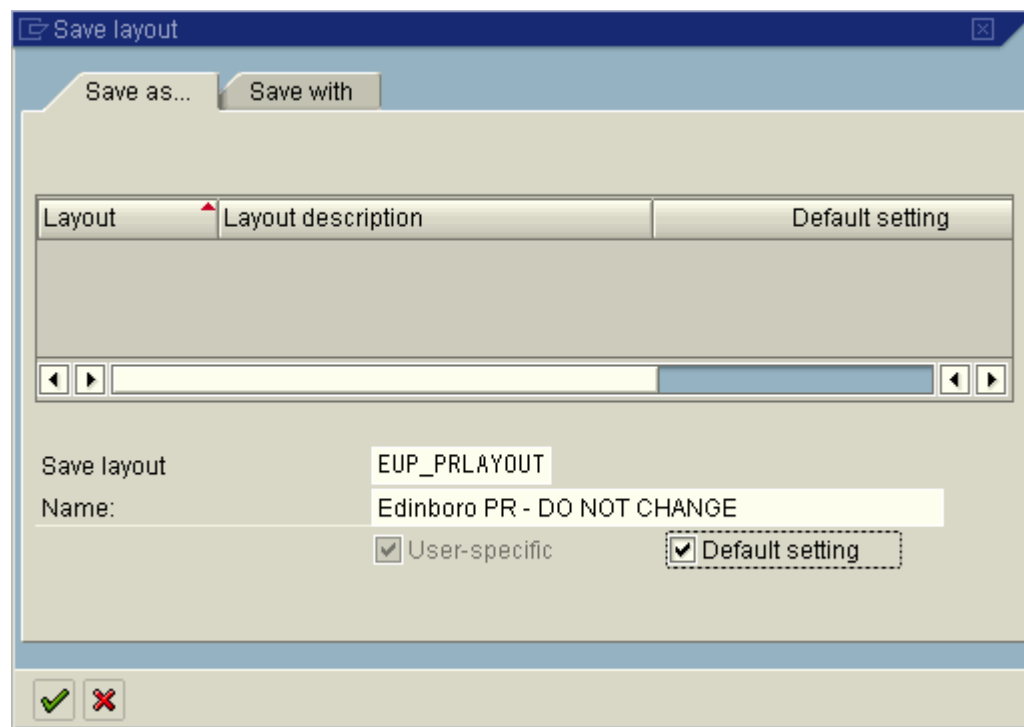 Save layout
Save as... Save with
Layout Layout description Default setting
Save layout EUP_PRLAYOUT
Name: Edinboro PR - DO NOT CHANGE
User-specific Default setting